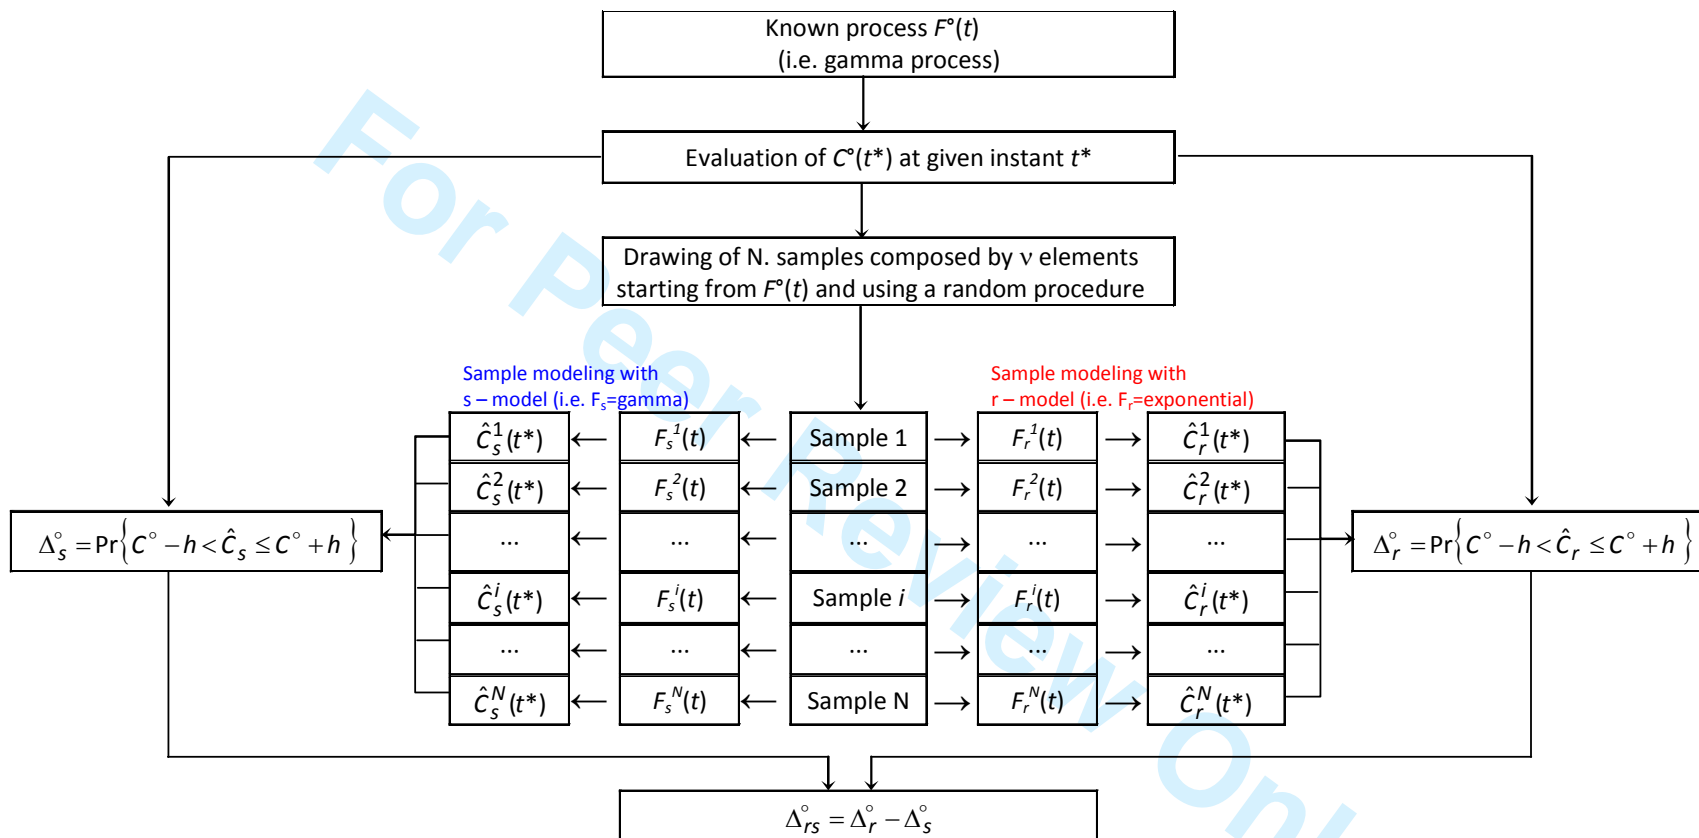 Known process F°(t)
(i.e. gamma process)
Evaluation of C°(t*) at given instant t*
Drawing of N. samples composed by ν elements
starting from F°(t) and using a random procedure
Sample modeling with
s – model (i.e. Fₛ=gamma)
Sample modeling with
r – model (i.e. Fᵣ=exponential)
Ĉₛ¹(t*) ← Fₛ¹(t) ← Sample 1 → Fᵣ¹(t) → Ĉᵣ¹(t*)
Ĉₛ²(t*) ← Fₛ²(t) ← Sample 2 → Fᵣ²(t) → Ĉᵣ²(t*)
... ← ... ← ... → ... → ...
Ĉₛⁱ(t*) ← Fₛⁱ(t) ← Sample i → Fᵣⁱ(t) → Ĉᵣⁱ(t*)
... ← ... ← ... → ... → ...
Ĉₛᴺ(t*) ← Fₛᴺ(t) ← Sample N → Fᵣᴺ(t) → Ĉᵣᴺ(t*)
Δ°ₛ = Pr{C° − h < Ĉₛ ≤ C° + h}
Δ°ᵣ = Pr{C° − h < Ĉᵣ ≤ C° + h}
Δ°ᵣₛ = Δ°ᵣ − Δ°ₛ
For Peer Review Onl